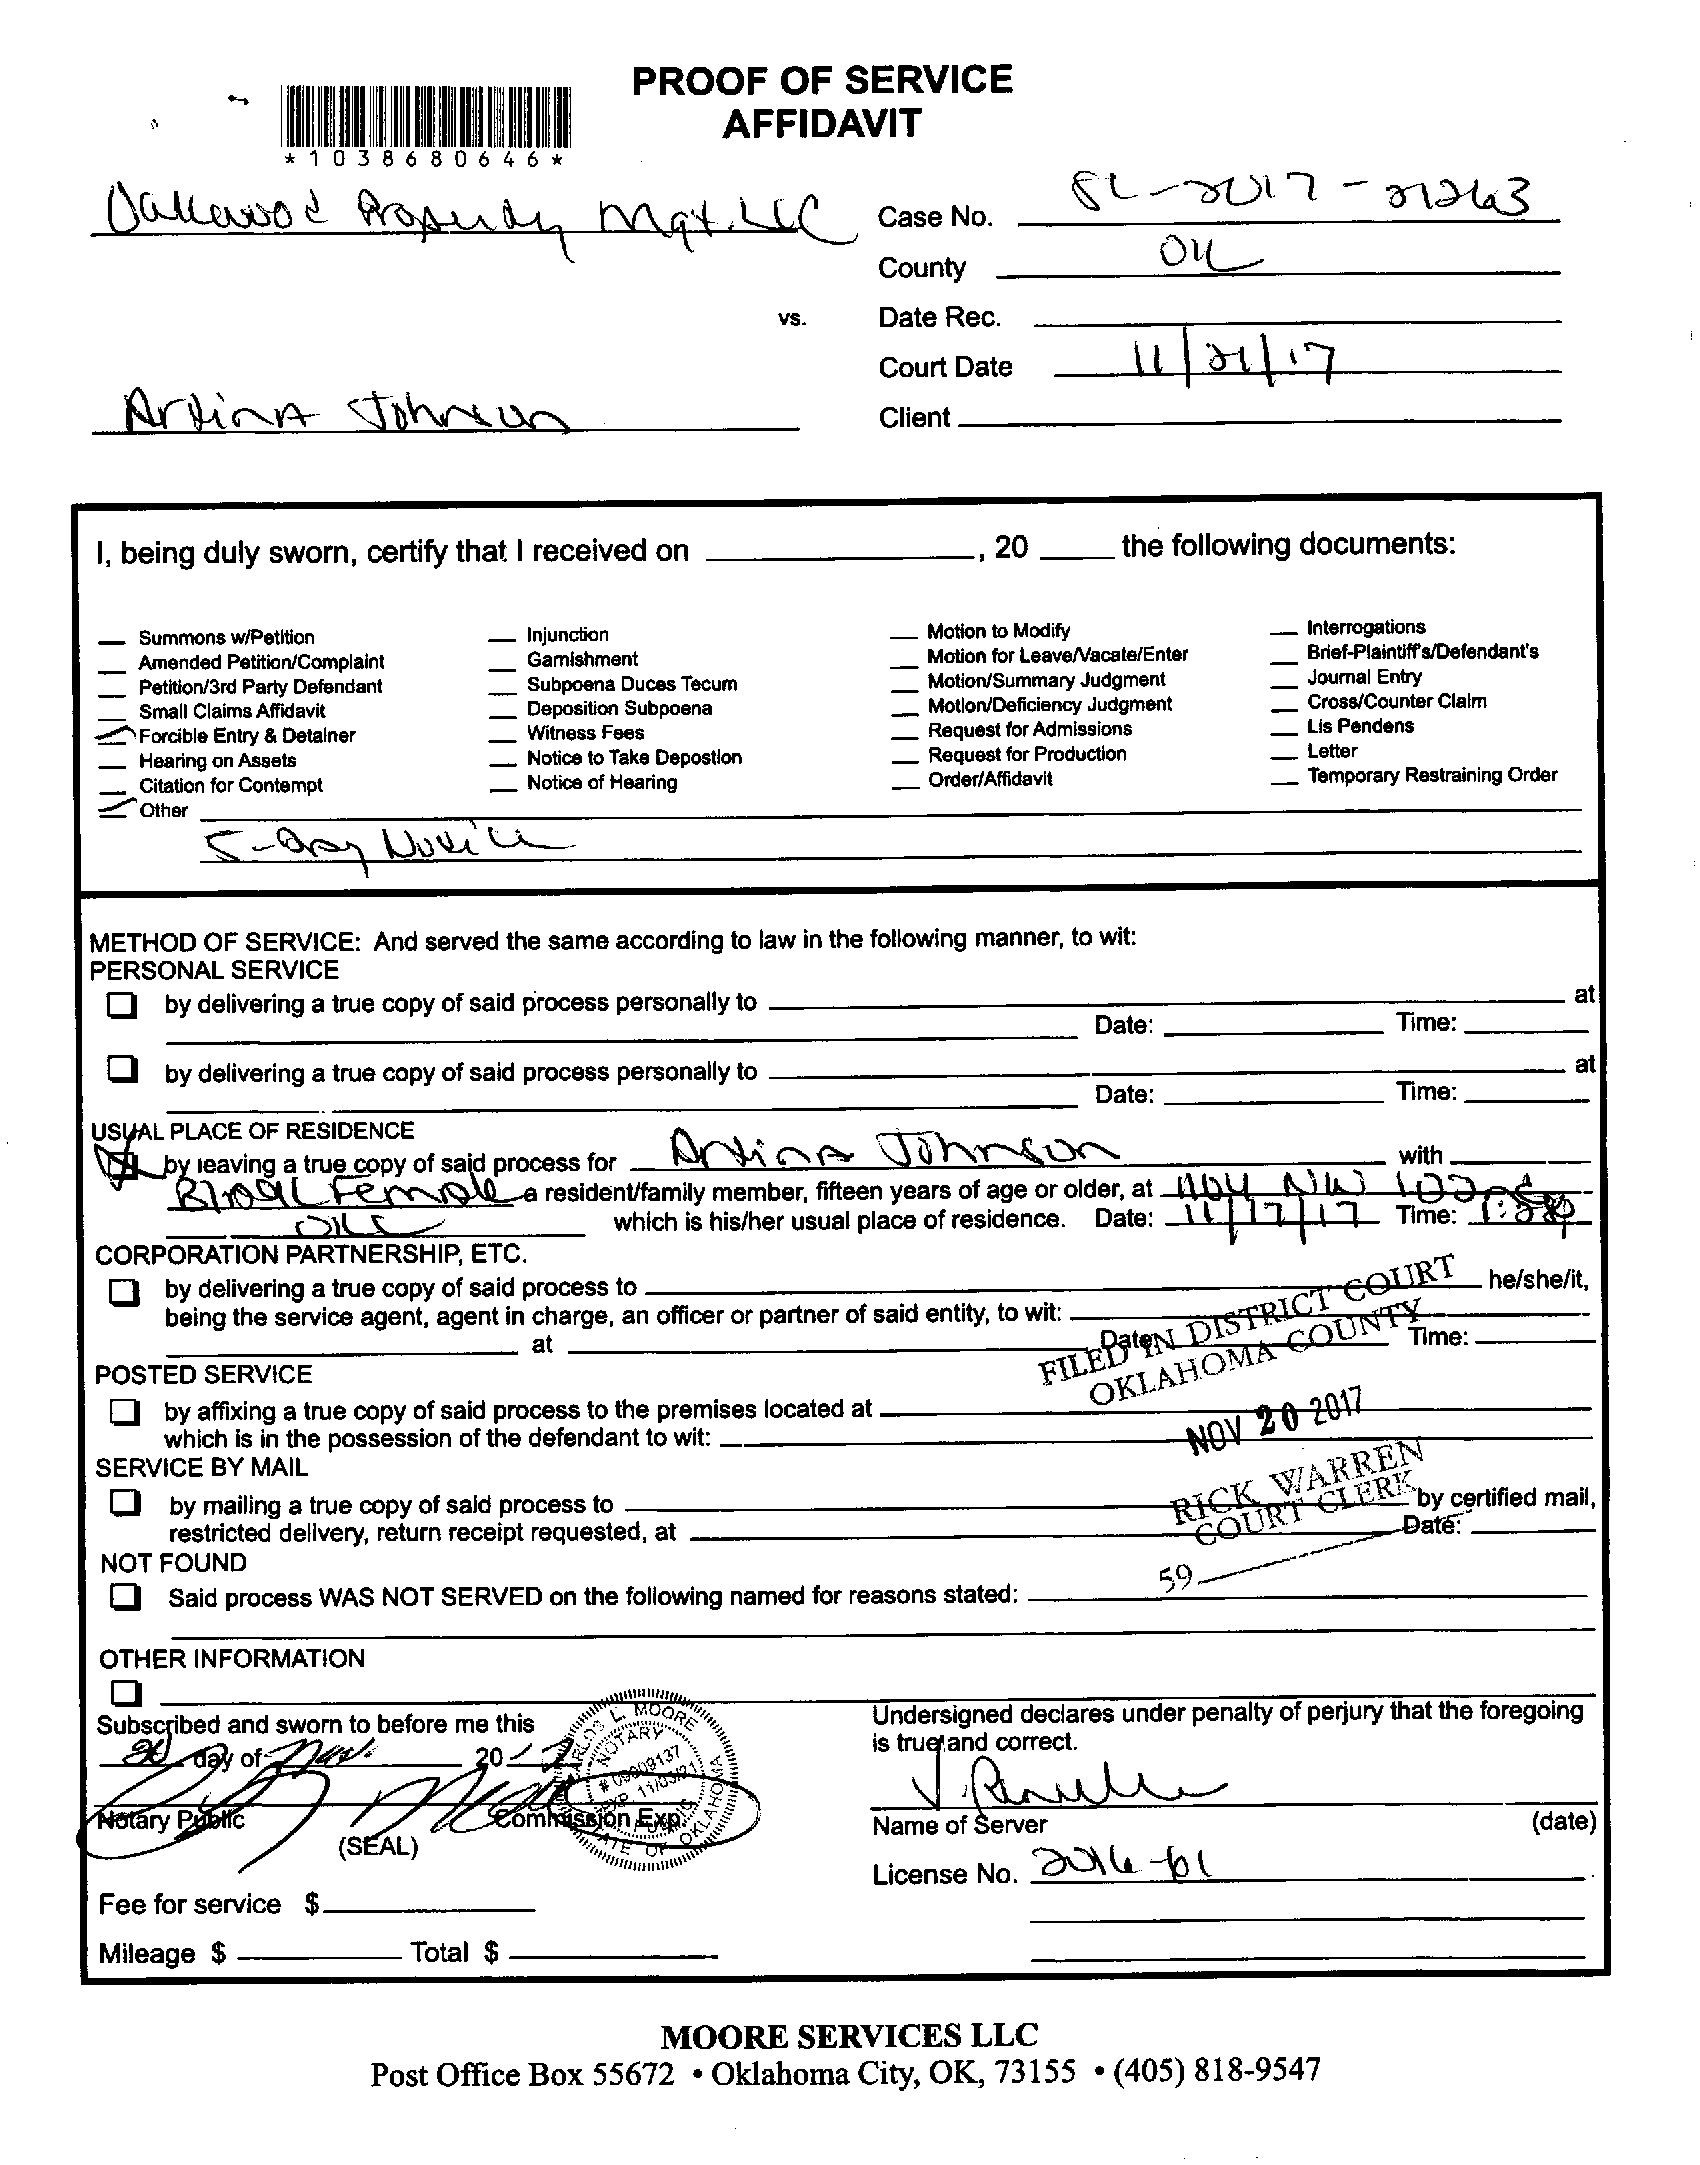 PROOF OF SERVICE
AFFIDAVIT
*1038680646*
Oakwood Property Mgt. LLC
Case No. SC-2017-21263
County OK
vs.
Date Rec.
Court Date 11/21/17
Artina Johnson
Client
I, being duly sworn, certify that I received on , 20 the following documents:
Summons w/Petition
Amended Petition/Complaint
Petition/3rd Party Defendant
Small Claims Affidavit
Forcible Entry & Detainer
Hearing on Assets
Citation for Contempt
Other
Injunction
Garnishment
Subpoena Duces Tecum
Deposition Subpoena
Witness Fees
Notice to Take Depostion
Notice of Hearing
Motion to Modify
Motion for Leave/Vacate/Enter
Motion/Summary Judgment
Motion/Deficiency Judgment
Request for Admissions
Request for Production
Order/Affidavit
Interrogations
Brief-Plaintiff's/Defendant's
Journal Entry
Cross/Counter Claim
Lis Pendens
Letter
Temporary Restraining Order
5-day Notice
METHOD OF SERVICE: And served the same according to law in the following manner, to wit:
PERSONAL SERVICE
by delivering a true copy of said process personally to at
Date: Time:
by delivering a true copy of said process personally to at
Date: Time:
USUAL PLACE OF RESIDENCE
by leaving a true copy of said process for Artina Johnson with
Black Female a resident/family member, fifteen years of age or older, at NW
OKC which is his/her usual place of residence. Date: 11/17/17 Time:
CORPORATION PARTNERSHIP, ETC.
by delivering a true copy of said process to he/she/it,
being the service agent, agent in charge, an officer or partner of said entity, to wit:
at Date: Time:
FILED IN DISTRICT COURT
OKLAHOMA COUNTY
POSTED SERVICE
by affixing a true copy of said process to the premises located at
which is in the possession of the defendant to wit:
NOV 20 2017
SERVICE BY MAIL
RICK WARREN
COURT CLERK
by mailing a true copy of said process to by certified mail,
restricted delivery, return receipt requested, at Date:
NOT FOUND
59
Said process WAS NOT SERVED on the following named for reasons stated:
OTHER INFORMATION
Subscribed and sworn to before me this
20 day of Nov. 2017
Notary Public Commission Exp.
(SEAL)
CARLOS L. MOORE
NOTARY
# 09009137
EXP. 11/03/21
PUBLIC
STATE OF OKLAHOMA
Undersigned declares under penalty of perjury that the foregoing
is true and correct.
Name of Server (date)
License No. 2016-61
Fee for service $
Mileage $ Total $
MOORE SERVICES LLC
Post Office Box 55672 • Oklahoma City, OK, 73155 • (405) 818-9547